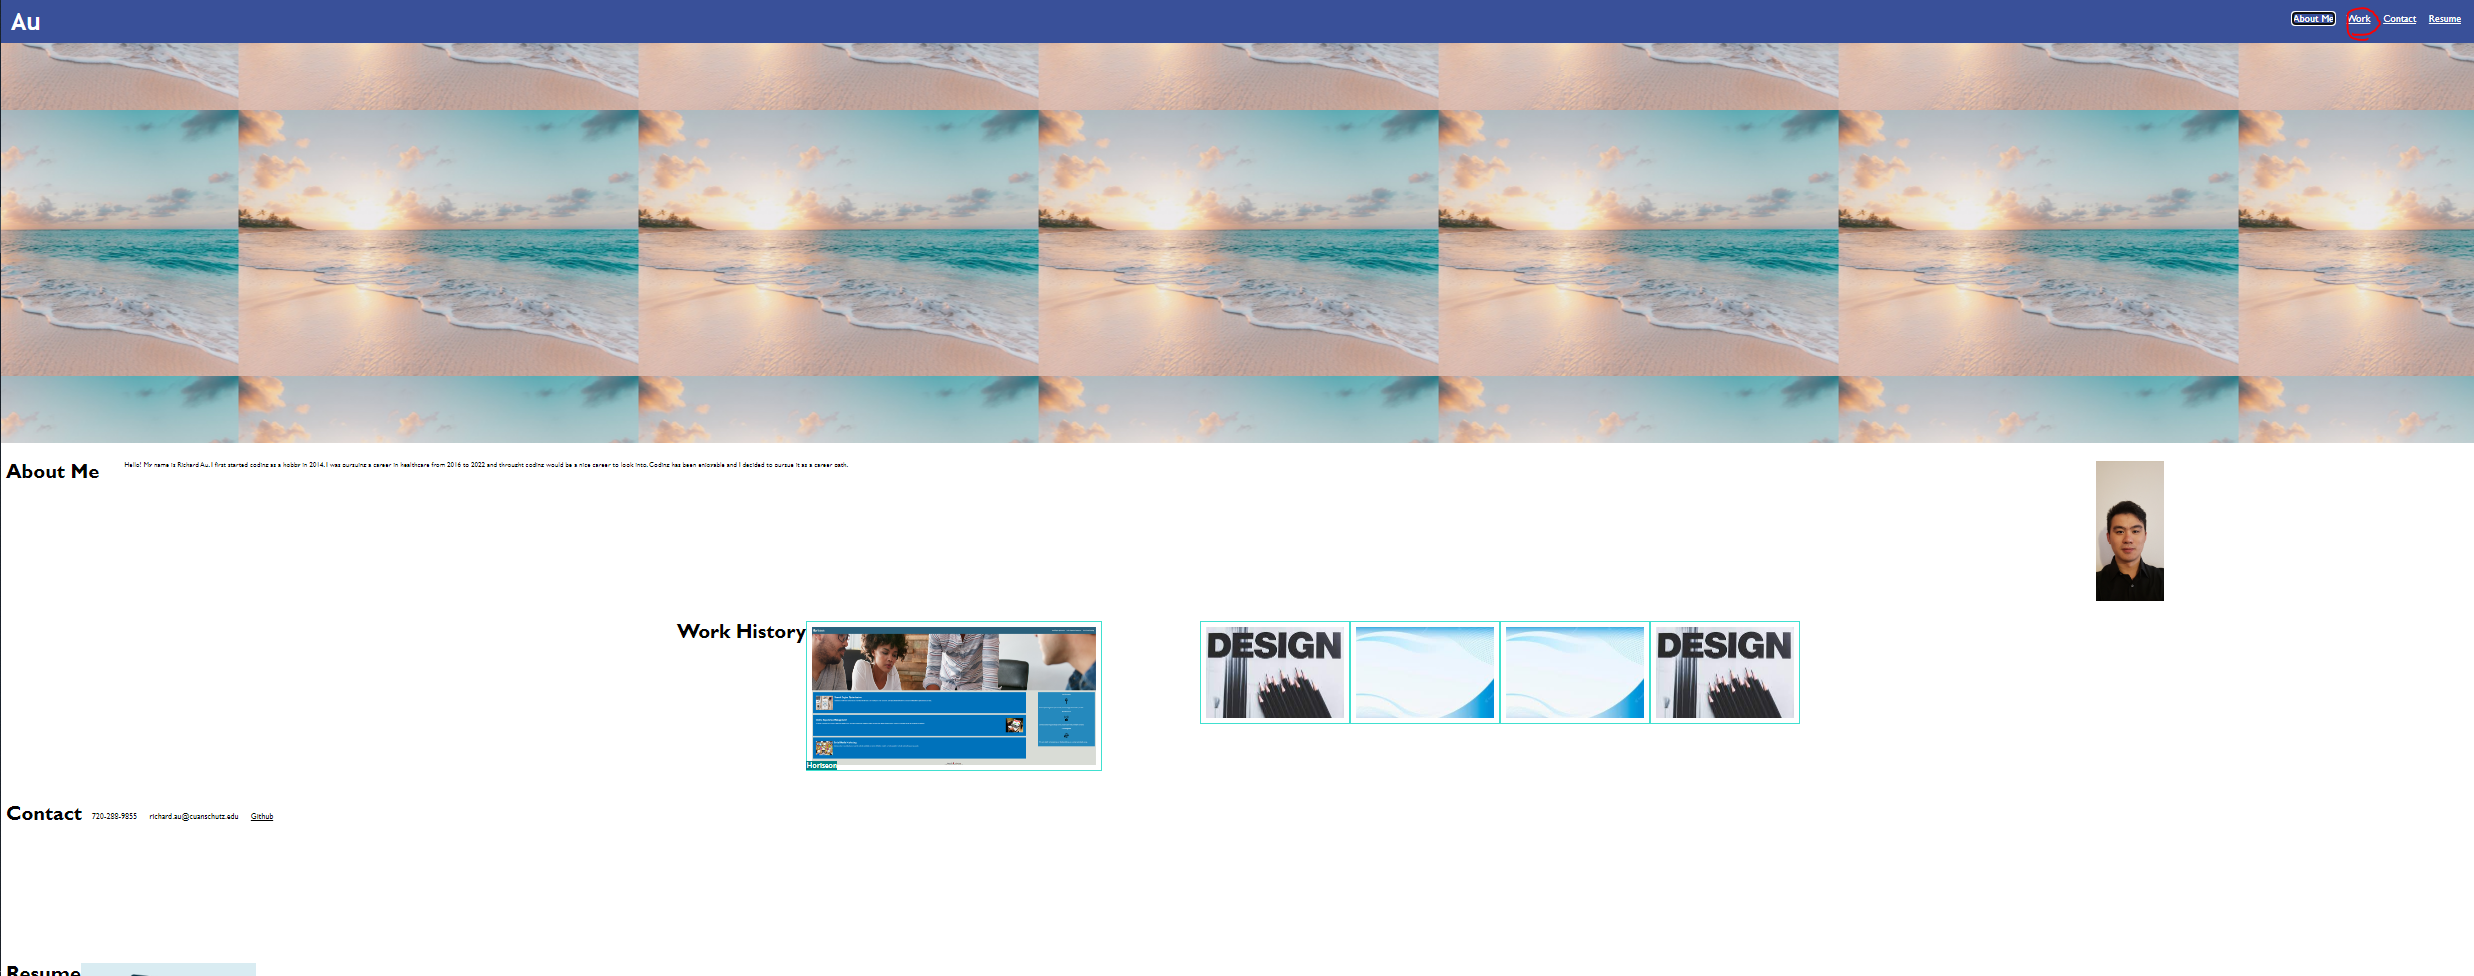 Au
About Me Work Contact Resume
About Me
Hello! My name is Richard Au. I first started coding as a hobby in 2014. I was pursuing a career in healthcare from 2016 to 2022 and throught coding would be a nice career to look into. Coding has been enjoyable and I decided to pursue it as a career path.
Work History
DESIGN
DESIGN
Horiseon
Contact 720-288-9855 richard.au@cuanschutz.edu Github
Resume